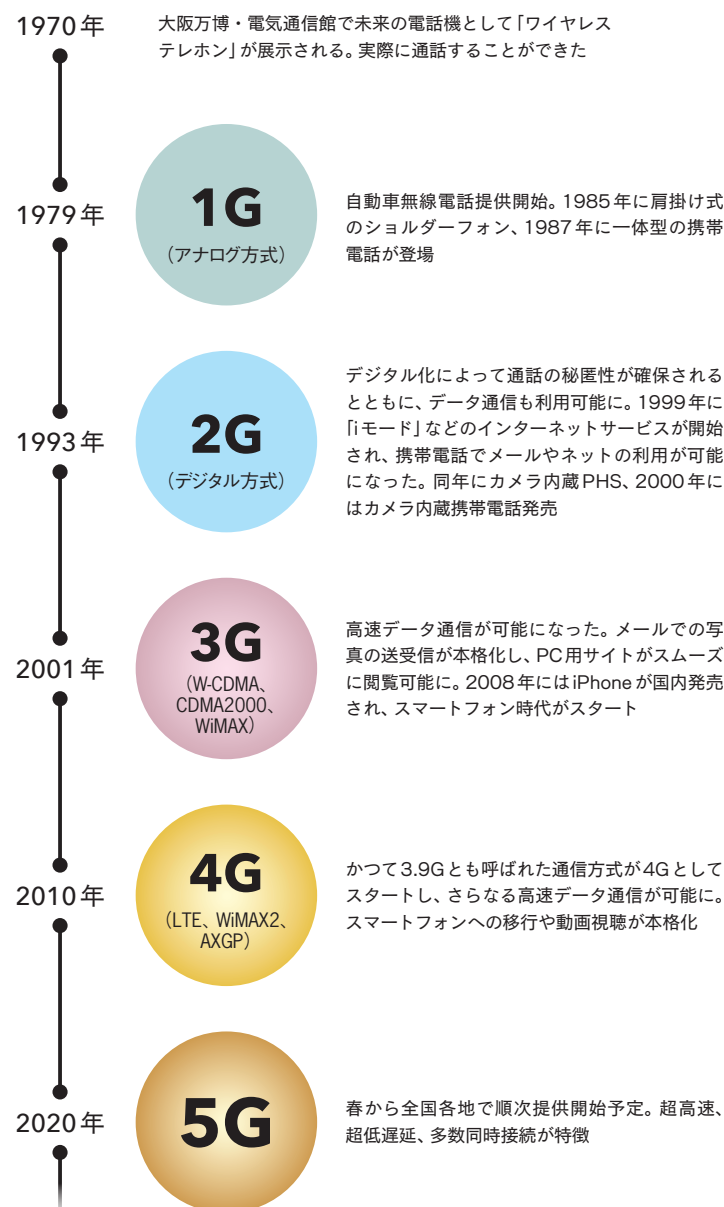 1970年
大阪万博・電気通信館で未来の電話機として「ワイヤレス
テレホン」が展示される。実際に通話することができた
1979年
1G
（アナログ方式）
自動車無線電話提供開始。1985年に肩掛け式
のショルダーフォン、1987年に一体型の携帯
電話が登場
1993年
2G
（デジタル方式）
デジタル化によって通話の秘匿性が確保される
とともに、データ通信も利用可能に。1999年に
「iモード」などのインターネットサービスが開始
され、携帯電話でメールやネットの利用が可能
になった。同年にカメラ内蔵PHS、2000年に
はカメラ内蔵携帯電話発売
2001年
3G
（W-CDMA、
CDMA2000、
WiMAX）
高速データ通信が可能になった。メールでの写
真の送受信が本格化し、PC用サイトがスムーズ
に閲覧可能に。2008年にはiPhoneが国内発売
され、スマートフォン時代がスタート
2010年
4G
（LTE、WiMAX2、
AXGP）
かつて3.9Gとも呼ばれた通信方式が4Gとして
スタートし、さらなる高速データ通信が可能に。
スマートフォンへの移行や動画視聴が本格化
2020年
5G
春から全国各地で順次提供開始予定。超高速、
超低遅延、多数同時接続が特徴